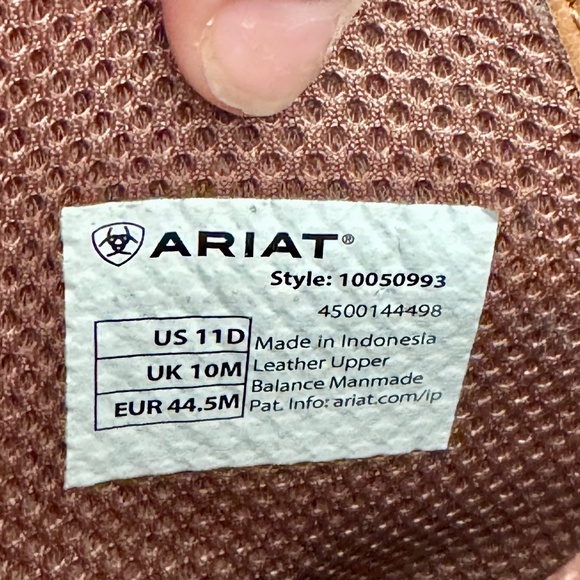 ARIAT®
Style: 10050993
4500144498
US 11D
UK 10M
EUR 44.5M
Made in Indonesia
Leather Upper
Balance Manmade
Pat. Info: ariat.com/ip